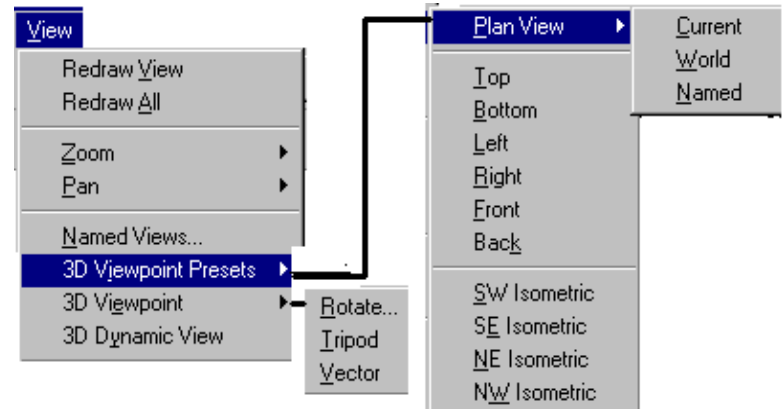 View
Redraw View
Redraw All
Zoom
Pan
Named Views...
3D Viewpoint Presets
3D Viewpoint
3D Dynamic View
Rotate...
Tripod
Vector
Plan View
Top
Bottom
Left
Right
Front
Back
SW Isometric
SE Isometric
NE Isometric
NW Isometric
Current
World
Named